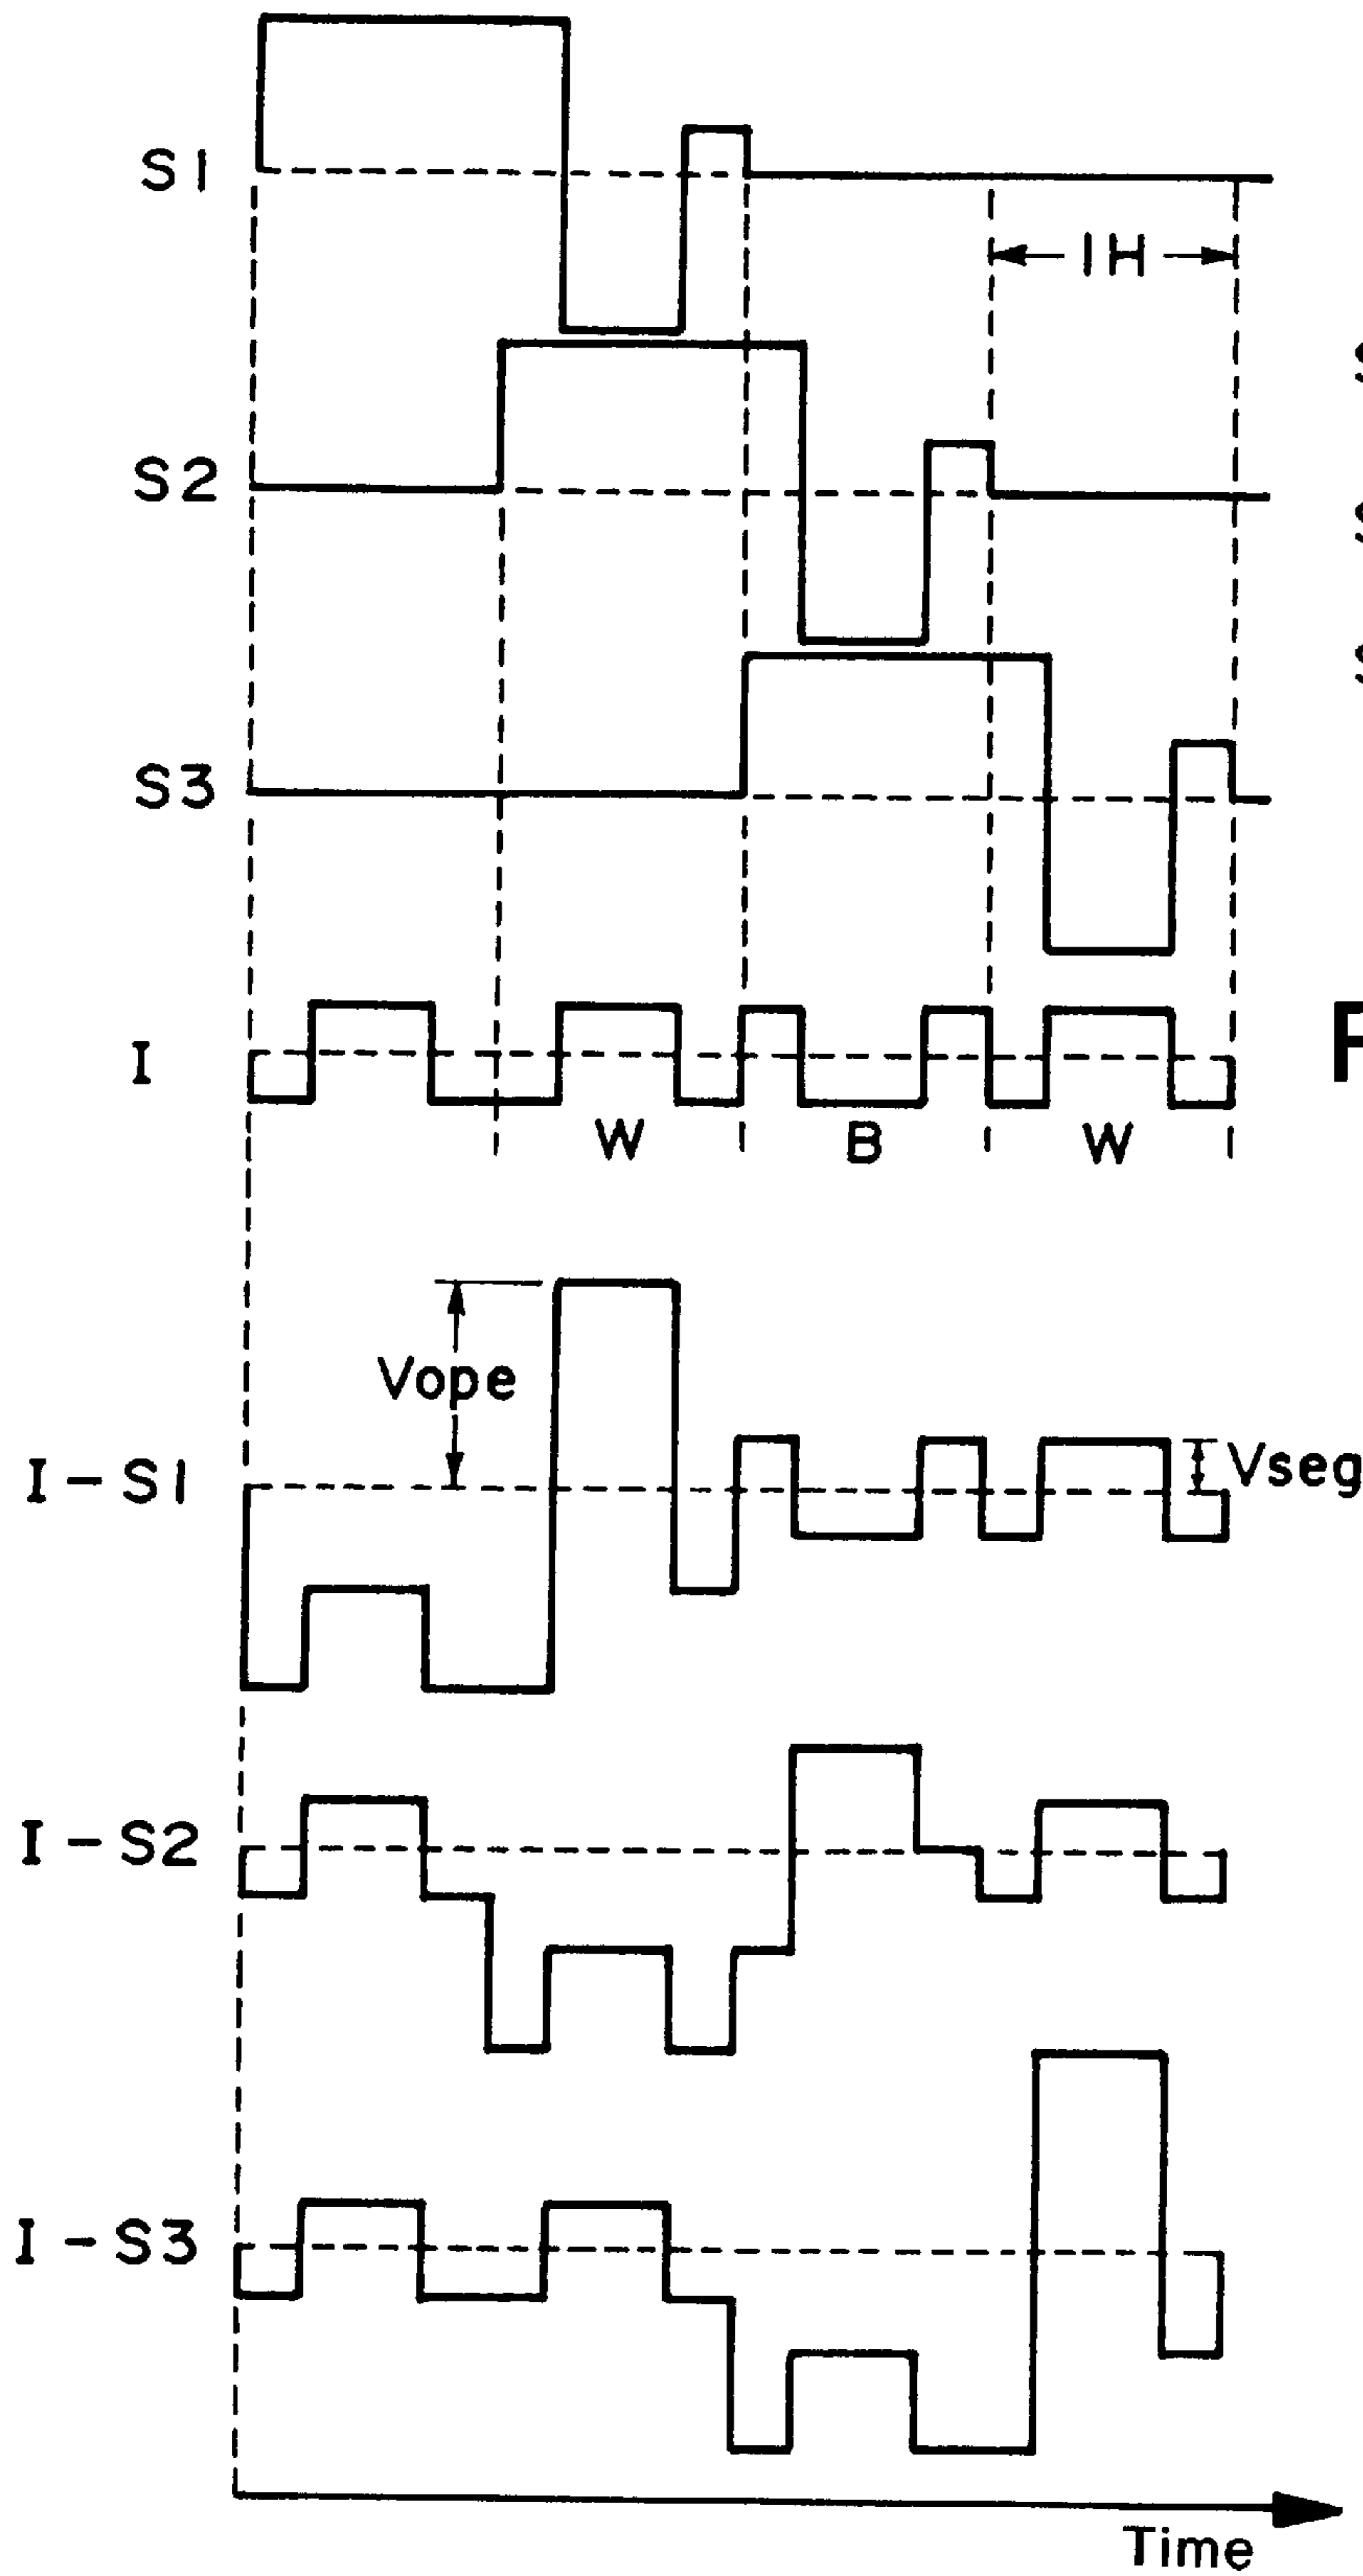 S1
1H
S2
S3
I
W B W
Vope
I-S1
Vseg
I-S2
I-S3
Time